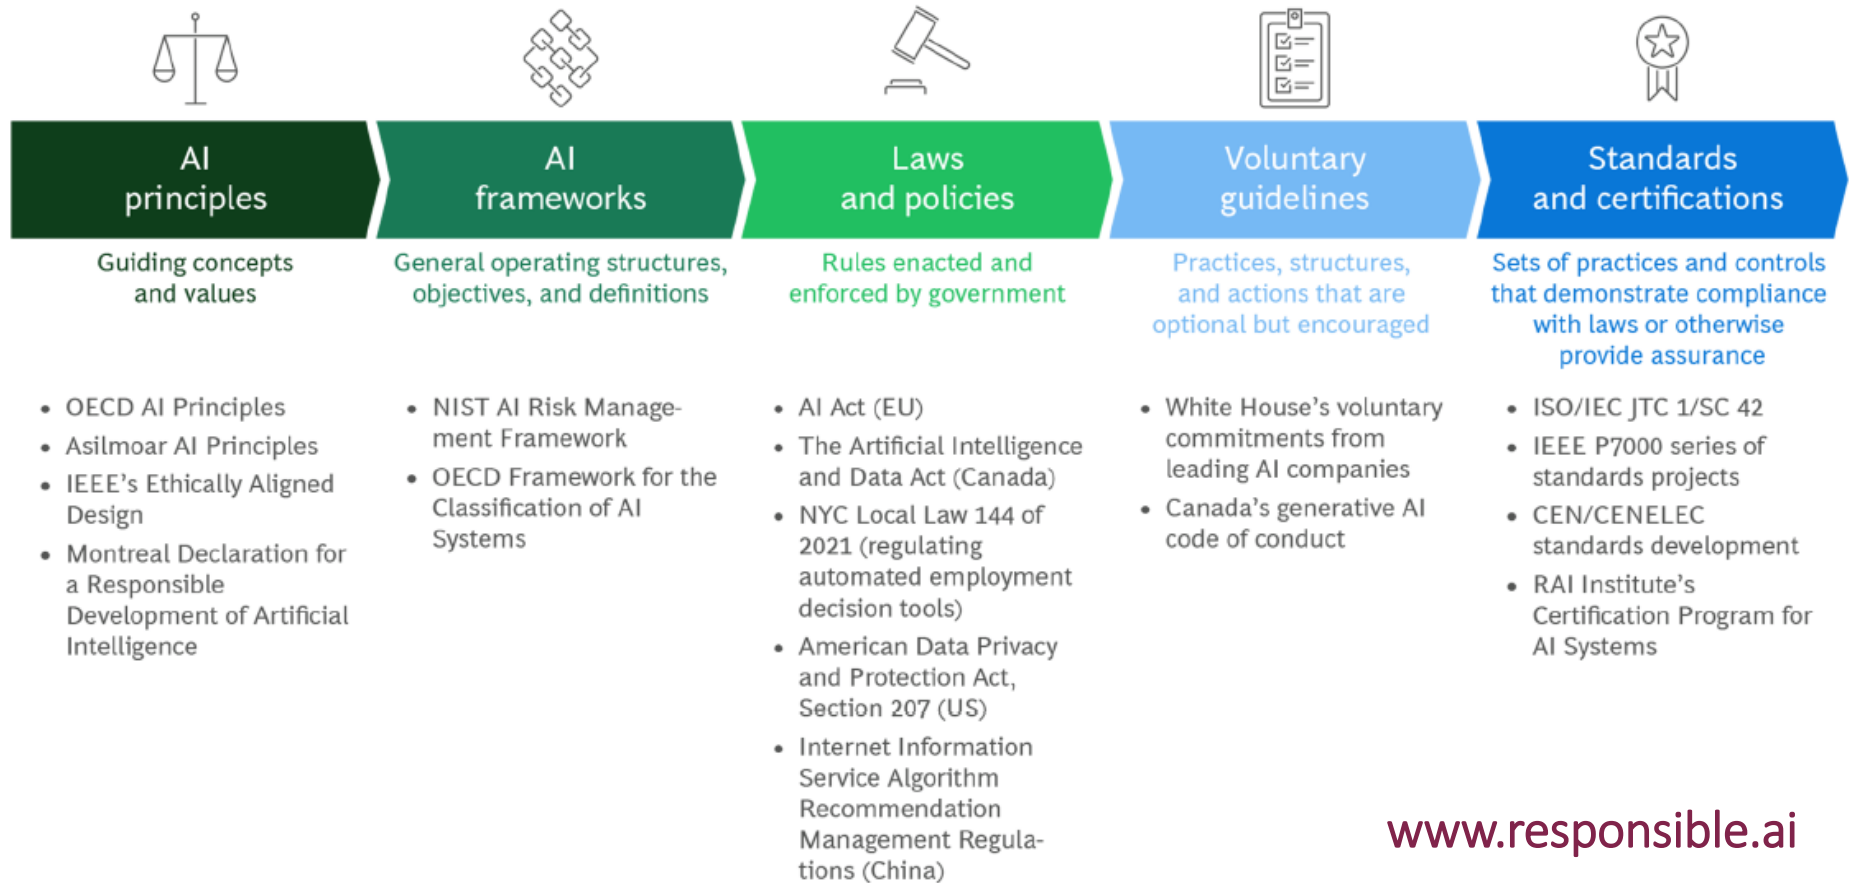 AI
principles
AI
frameworks
Laws
and policies
Voluntary
guidelines
Standards
and certifications
Guiding concepts
and values
General operating structures,
objectives, and definitions
Rules enacted and
enforced by government
Practices, structures,
and actions that are
optional but encouraged
Sets of practices and controls
that demonstrate compliance
with laws or otherwise
provide assurance
• OECD AI Principles
• Asilmoar AI Principles
• IEEE’s Ethically Aligned
Design
• Montreal Declaration for
a Responsible
Development of Artificial
Intelligence
• NIST AI Risk Manage-
ment Framework
• OECD Framework for the
Classification of AI
Systems
• AI Act (EU)
• The Artificial Intelligence
and Data Act (Canada)
• NYC Local Law 144 of
2021 (regulating
automated employment
decision tools)
• American Data Privacy
and Protection Act,
Section 207 (US)
• Internet Information
Service Algorithm
Recommendation
Management Regula-
tions (China)
• White House’s voluntary
commitments from
leading AI companies
• Canada’s generative AI
code of conduct
• ISO/IEC JTC 1/SC 42
• IEEE P7000 series of
standards projects
• CEN/CENELEC
standards development
• RAI Institute’s
Certification Program for
AI Systems
www.responsible.ai